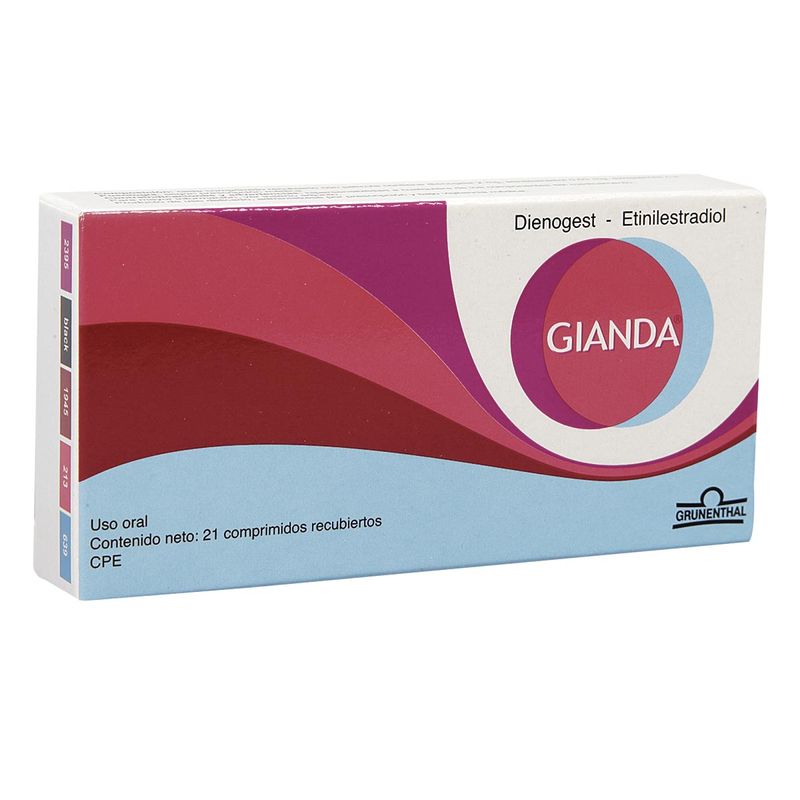 Dienogest - Etinilestradiol
GIANDA®
Uso oral
Contenido neto: 21 comprimidos recubiertos
CPE
GRUNENTHAL
2395
black
1945
213
639